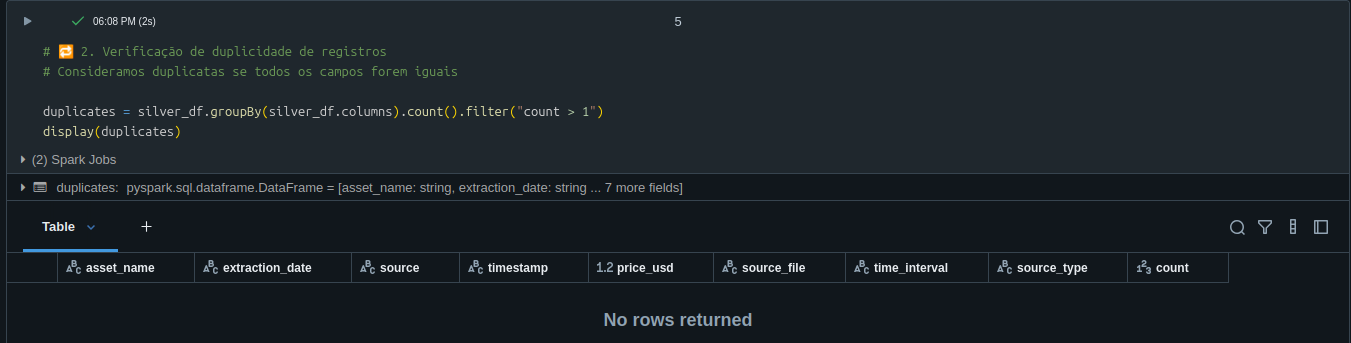 06:08 PM (2s)
5
# 🔁 2. Verificação de duplicidade de registros
# Consideramos duplicatas se todos os campos forem iguais
duplicates = silver_df.groupBy(silver_df.columns).count().filter("count > 1")
display(duplicates)
(2) Spark Jobs
duplicates: pyspark.sql.dataframe.DataFrame = [asset_name: string, extraction_date: string ... 7 more fields]
Table +
ABC asset_name ABC extraction_date ABC source ABC timestamp 1.2 price_usd ABC source_file ABC time_interval ABC source_type 123 count
No rows returned